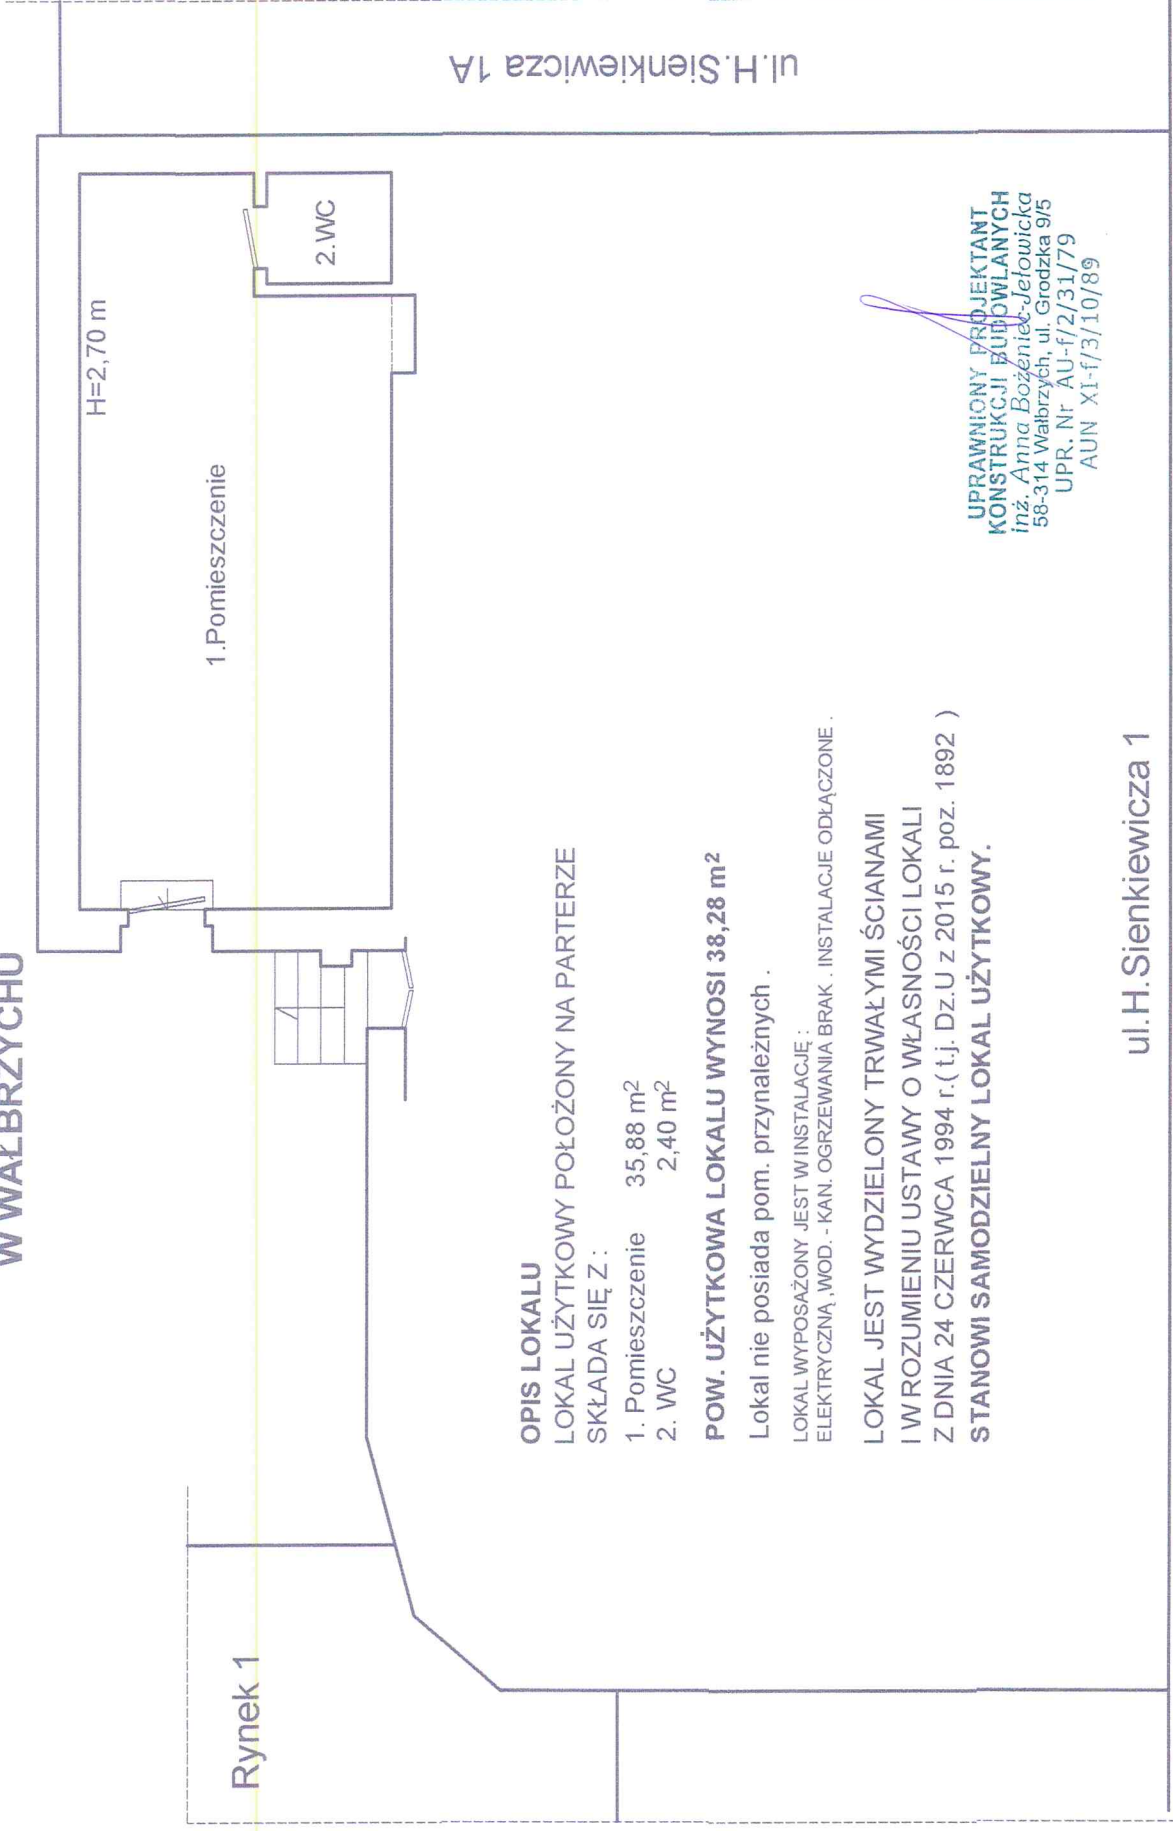 W WAŁBRZYCHU
Rynek 1
1.Pomieszczenie
H=2,70 m
2.WC
ul.H.Sienkiewicza 1A
OPIS LOKALU
LOKAL UŻYTKOWY POŁOŻONY NA PARTERZE
SKŁADA SIĘ Z :
1. Pomieszczenie 35,88 m²
2. WC 2,40 m²
POW. UŻYTKOWA LOKALU WYNOSI 38,28 m²
Lokal nie posiada pom. przynależnych .
LOKAL WYPOSAŻONY JEST W INSTALACJĘ :
ELEKTRYCZNĄ ,WOD. - KAN. OGRZEWANIA BRAK . INSTALACJE ODŁĄCZONE .
LOKAL JEST WYDZIELONY TRWAŁYMI ŚCIANAMI
I W ROZUMIENIU USTAWY O WŁASNOŚCI LOKALI
Z DNIA 24 CZERWCA 1994 r.( t.j. Dz.U z 2015 r. poz. 1892 )
STANOWI SAMODZIELNY LOKAL UŻYTKOWY.
UPRAWNIONY PROJEKTANT
KONSTRUKCJI BUDOWLANYCH
inż. Anna Bożeniec-Jełowicka
58-314 Wałbrzych, ul. Grodzka 9/5
UPR. Nr AU-f/2/31/79
AUN XI-f/3/10/89
ul.H.Sienkiewicza 1